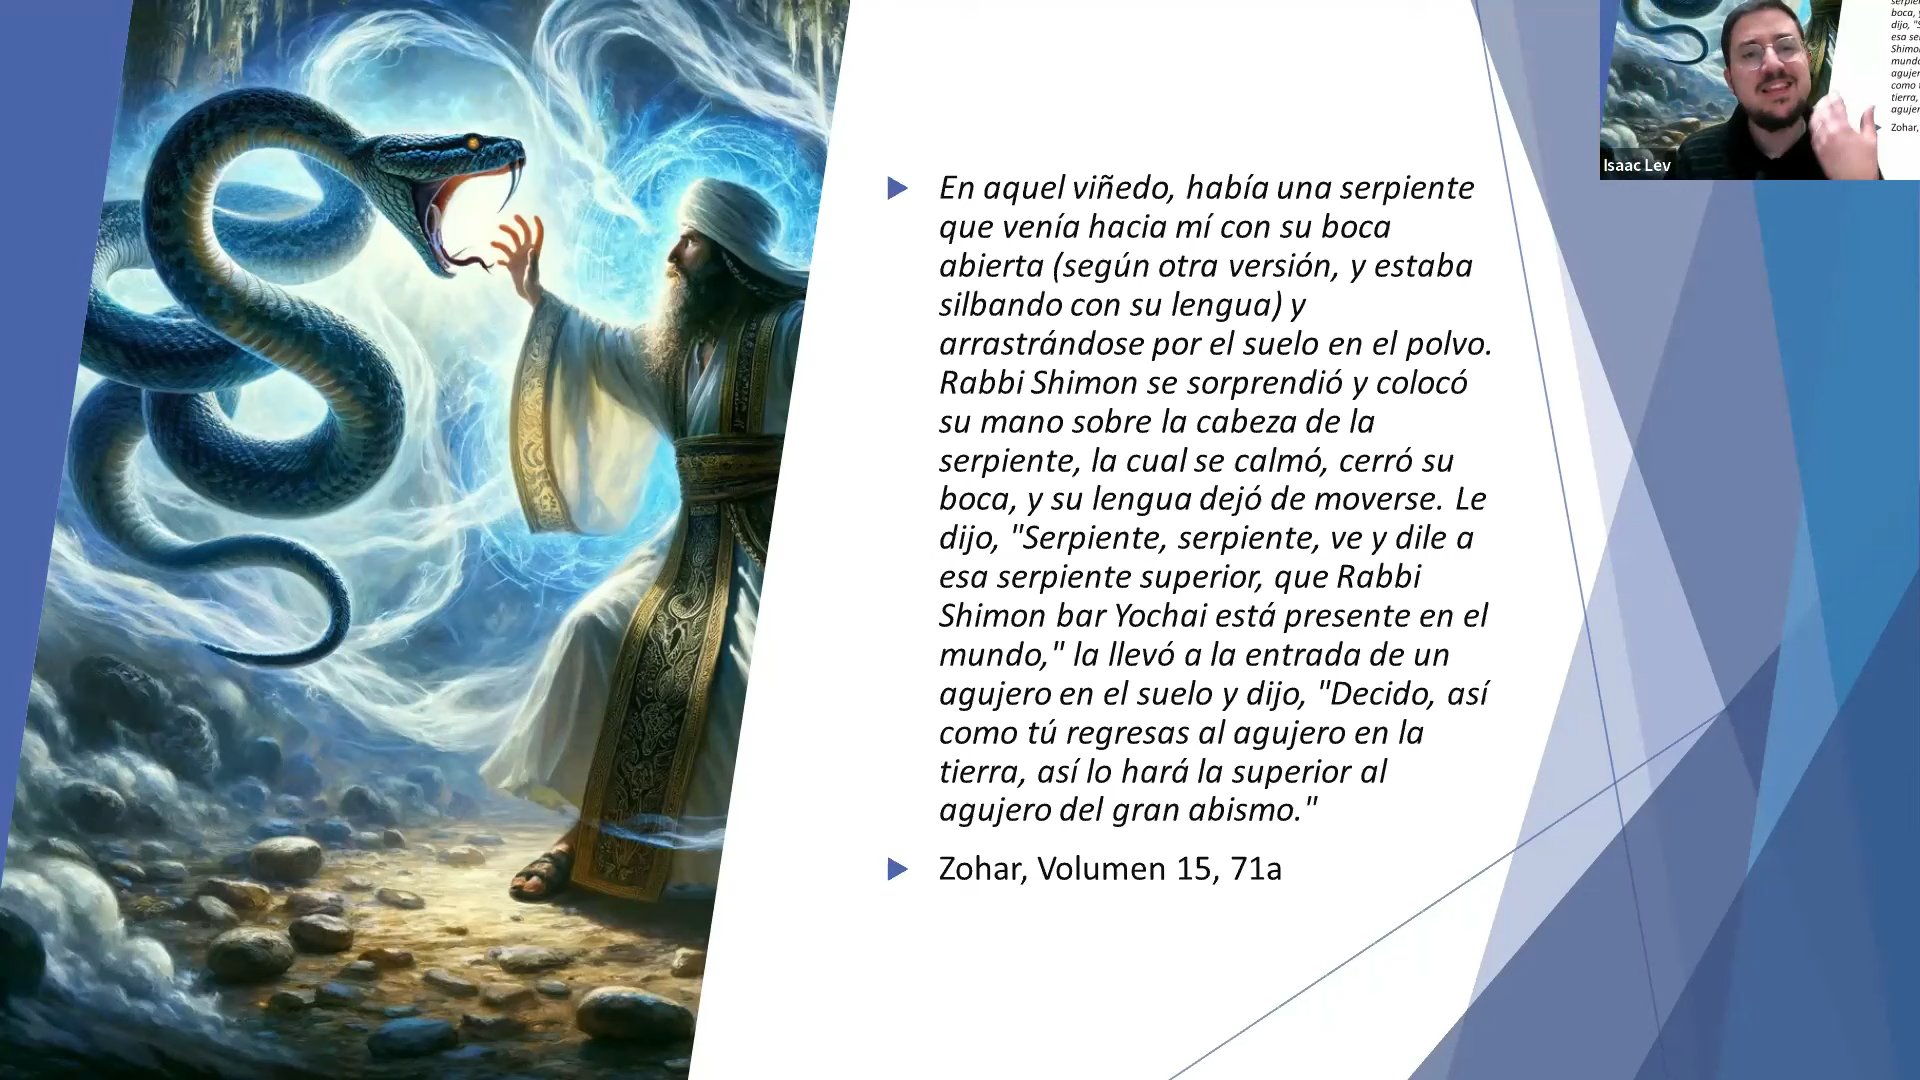 En aquel viñedo, había una serpiente
que venía hacia mí con su boca
abierta (según otra versión, y estaba
silbando con su lengua) y
arrastrándose por el suelo en el polvo.
Rabbi Shimon se sorprendió y colocó
su mano sobre la cabeza de la
serpiente, la cual se calmó, cerró su
boca, y su lengua dejó de moverse. Le
dijo, "Serpiente, serpiente, ve y dile a
esa serpiente superior, que Rabbi
Shimon bar Yochai está presente en el
mundo," la llevó a la entrada de un
agujero en el suelo y dijo, "Decido, así
como tú regresas al agujero en la
tierra, así lo hará la superior al
agujero del gran abismo."
Zohar, Volumen 15, 71a
boca,
dijo,
esa
tierra,
Zohar,
Isaac Lev